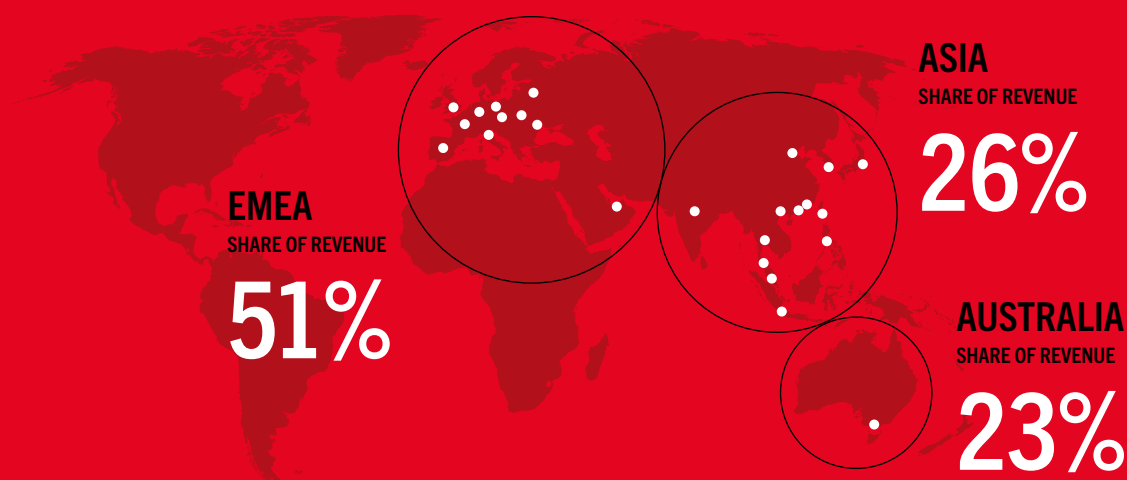 EMEA
SHARE OF REVENUE
51%
ASIA
SHARE OF REVENUE
26%
AUSTRALIA
SHARE OF REVENUE
23%